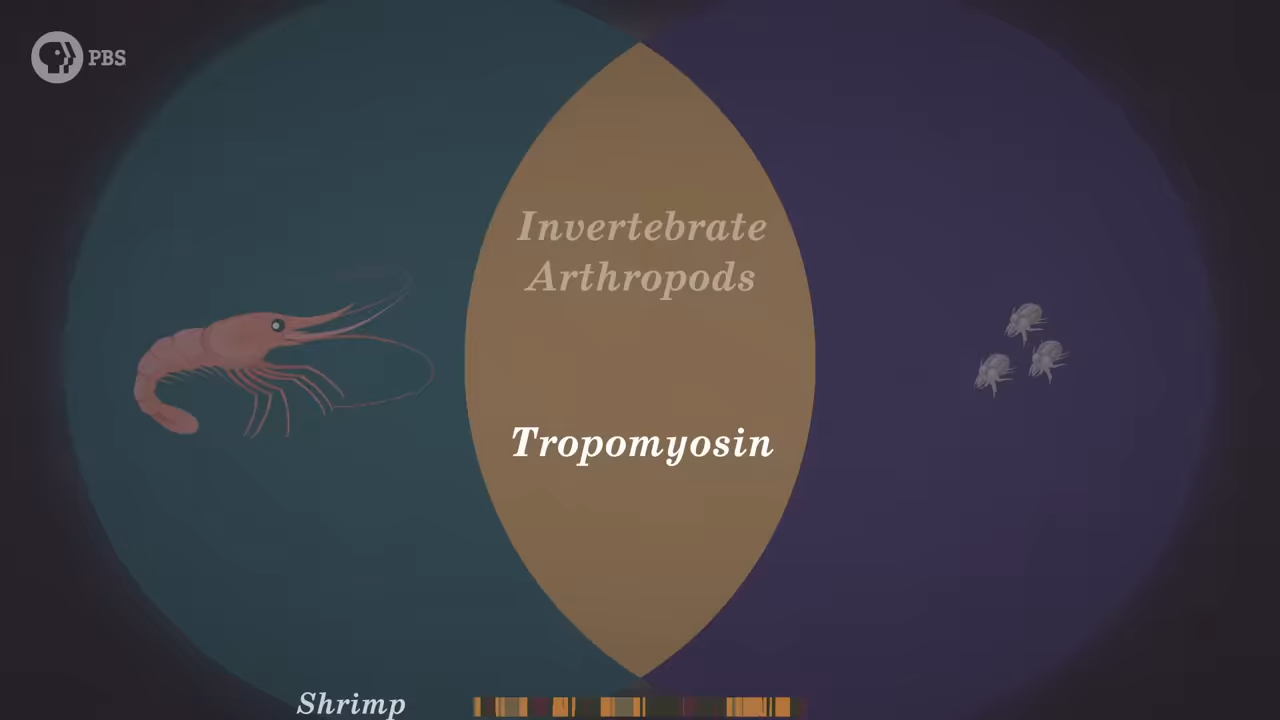 PBS
Invertebrate
Arthropods
Tropomyosin
Shrimp